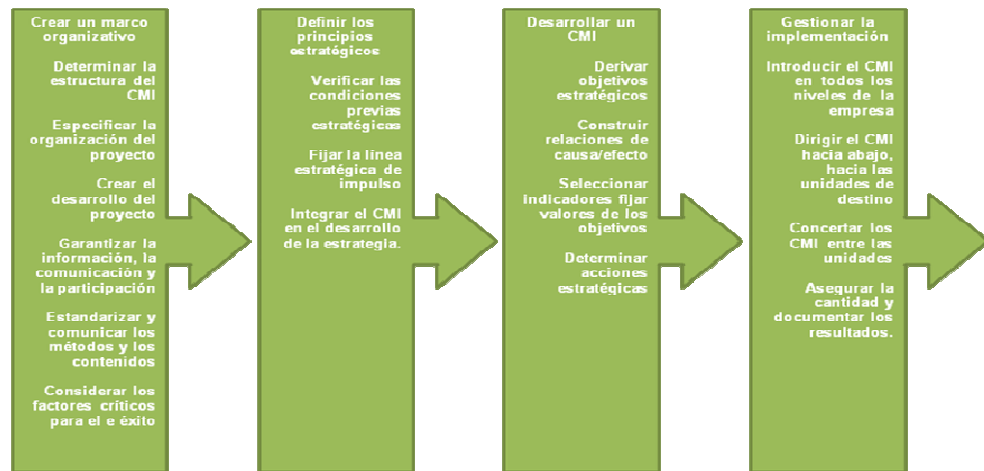 Crear un marco
organizativo
Determinar la
estructura del
CMI
Especificar la
organización del
proyecto
Crear el
desarrollo del
proyecto
Garantizar la
información, la
comunicación y
la participación
Estandarizar y
comunicar los
métodos y los
contenidos
Considerar los
factores críticos
para el e éxito
Definir los
principios
estratégicos
Verificar las
condiciones
previas
estratégicas
Fijar la línea
estratégica de
impulso
Integrar el CMI
en el desarrollo
de la estrategia.
Desarrollar un
CMI
Derivar
objetivos
estratégicos
Construir
relaciones de
causa/efecto
Seleccionar
indicadores fijar
valores de los
objetivos
Determinar
acciones
estratégicas
Gestionar la
implementación
Introducir el CMI
en todos los
niveles de la
empresa
Dirigir el CMI
hacia abajo,
hacia las
unidades de
destino
Concertar los
CMI entre las
unidades
Asegurar la
cantidad y
documentar los
resultados.